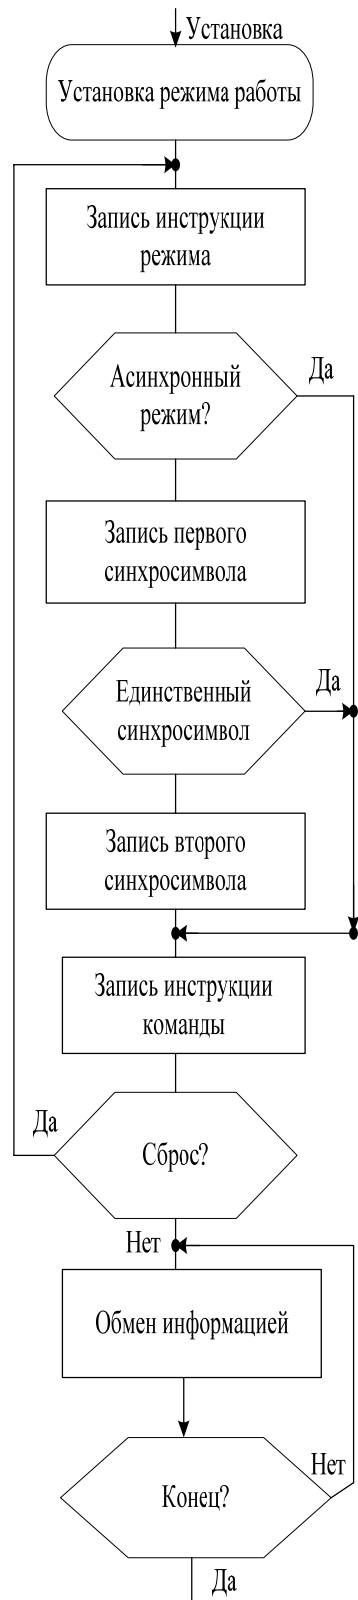 Установка
Установка режима работы
Запись инструкции
режима
Асинхронный
режим?
Да
Запись первого
синхросимвола
Единственный
синхросимвол
Да
Запись второго
синхросимвола
Запись инструкции
команды
Да
Сброс?
Нет
Обмен информацией
Нет
Конец?
Да